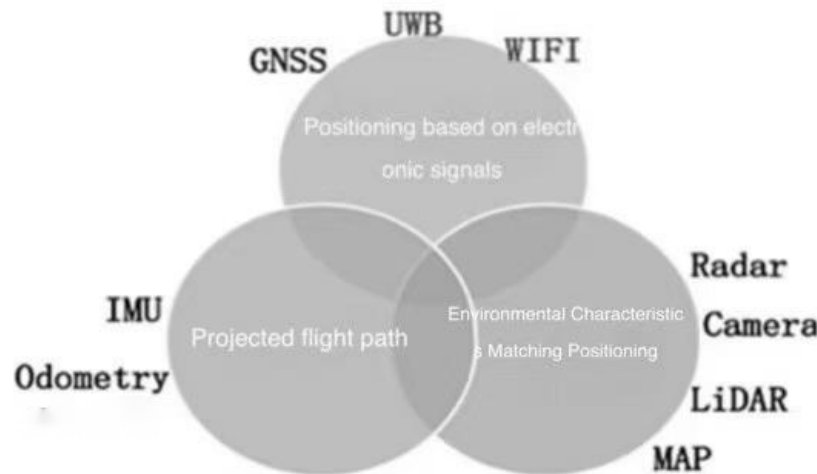 UWB
GNSS
WIFI
Positioning based on electr
onic signals
Radar
IMU
Environmental Characteristic
Camera
Projected flight path
s Matching Positioning
Odometry
LiDAR
MAP